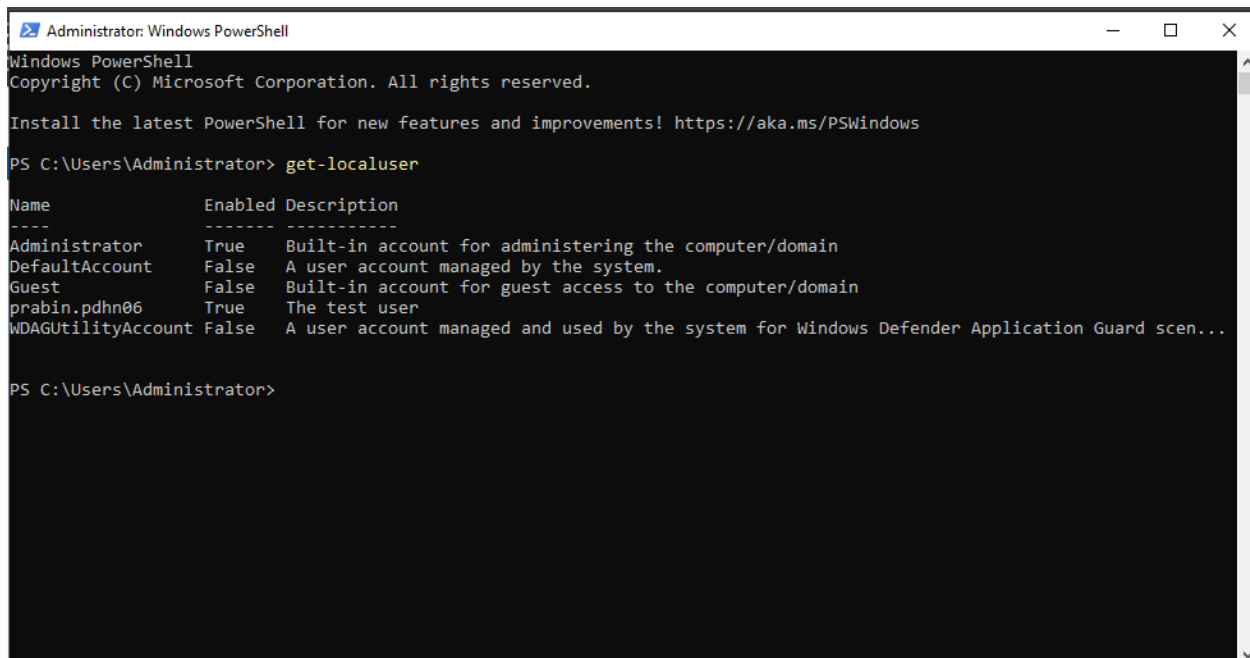 Administrator: Windows PowerShell
Windows PowerShell
Copyright (C) Microsoft Corporation. All rights reserved.
Install the latest PowerShell for new features and improvements! https://aka.ms/PSWindows
PS C:\Users\Administrator> get-localuser
Name Enabled Description
---- ------- -----------
Administrator True Built-in account for administering the computer/domain
DefaultAccount False A user account managed by the system.
Guest False Built-in account for guest access to the computer/domain
prabin.pdhn06 True The test user
WDAGUtilityAccount False A user account managed and used by the system for Windows Defender Application Guard scen...
PS C:\Users\Administrator>